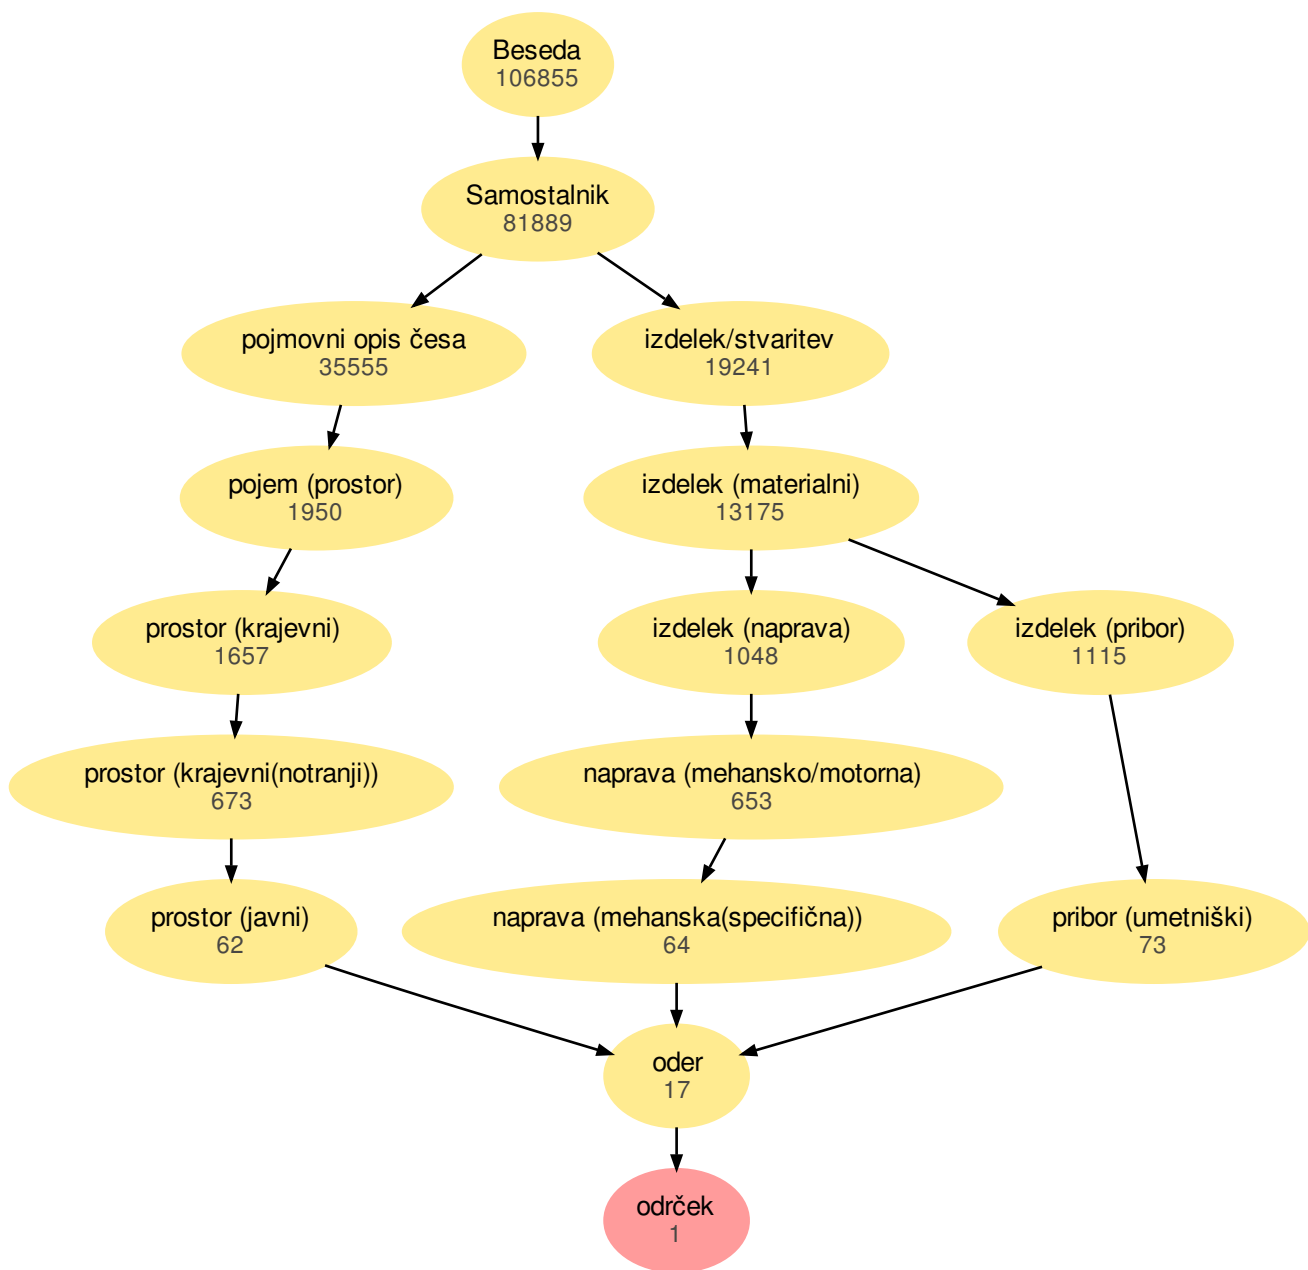 Beseda
106855
Samostalnik
81889
pojmovni opis česa
35555
izdelek/stvaritev
19241
pojem (prostor)
1950
izdelek (materialni)
13175
prostor (krajevni)
1657
izdelek (naprava)
1048
izdelek (pribor)
1115
prostor (krajevni(notranji))
673
naprava (mehansko/motorna)
653
prostor (javni)
62
naprava (mehanska(specifična))
64
pribor (umetniški)
73
oder
17
odrček
1